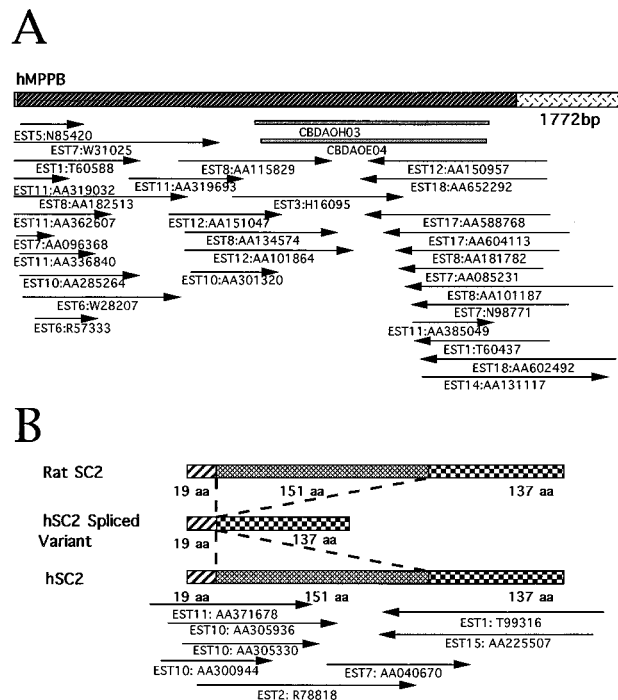 A
hMPPB
1772bp
EST5:N85420
CBDAOH03
EST7:W31025
CBDAOE04
EST1:T60588
EST8:AA115829
EST12:AA150957
EST11:AA319032
EST11:AA319693
EST18:AA652292
EST8:AA182513
EST3:H16095
EST11:AA362607
EST12:AA151047
EST17:AA588768
EST7:AA096368
EST8:AA134574
EST17:AA604113
EST11:AA336840
EST12:AA101864
EST8:AA181782
EST10:AA285264
EST10:AA301320
EST7:AA085231
EST6:W28207
EST8:AA101187
EST6:R57333
EST7:N98771
EST11:AA385049
EST1:T60437
EST18:AA602492
EST14:AA131117
B
Rat SC2
19 aa 151 aa 137 aa
hSC2 Spliced
Variant
19 aa 137 aa
hSC2
19 aa 151 aa 137 aa
EST11: AA371678
EST1: T99316
EST10: AA305936
EST15: AA225507
EST10: AA305330
EST10: AA300944
EST7: AA040670
EST2: R78818